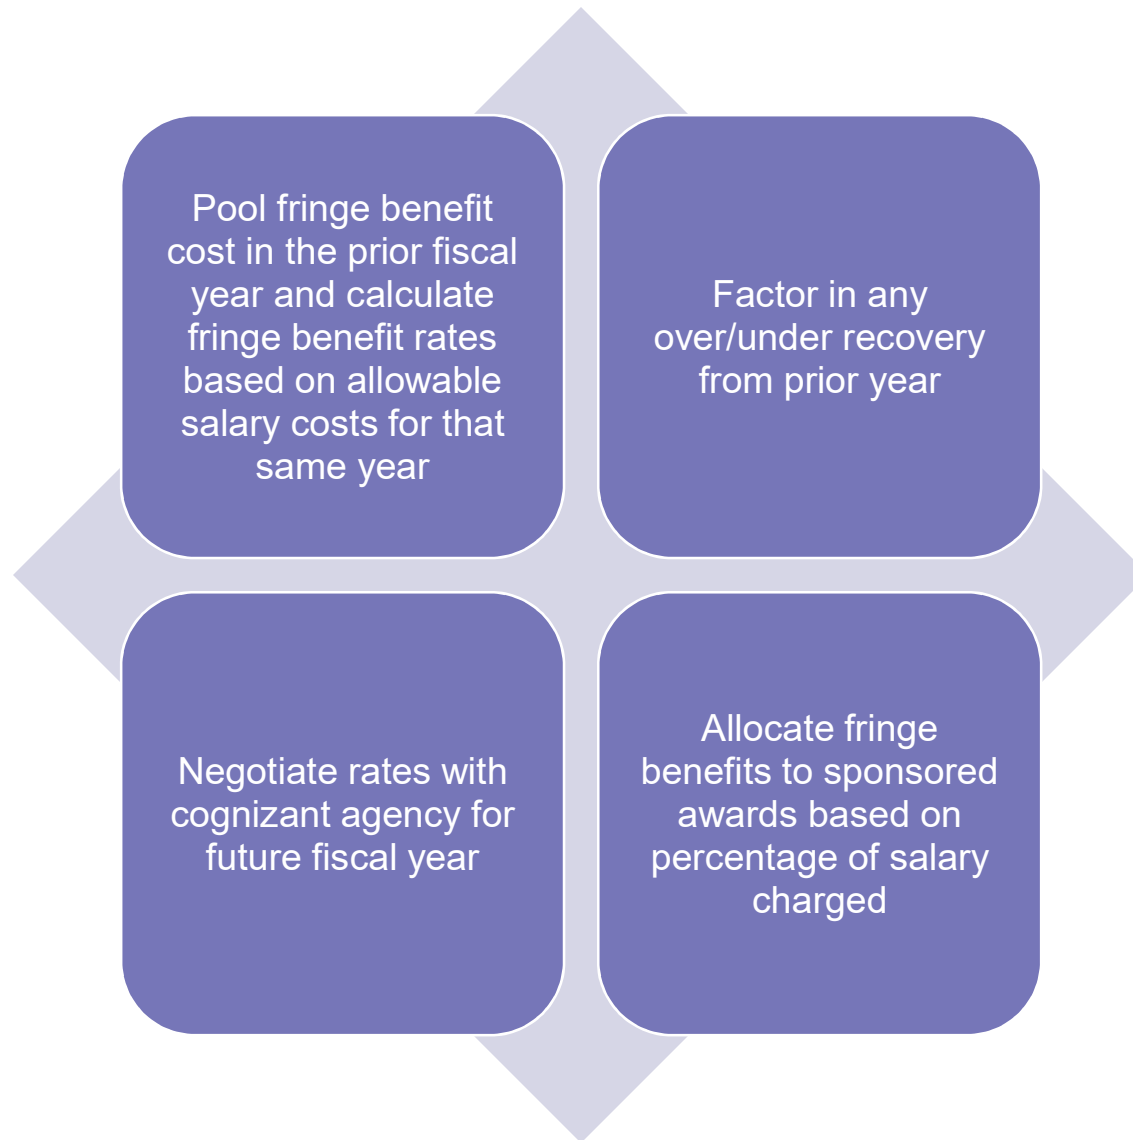 Pool fringe benefit
cost in the prior fiscal
year and calculate
fringe benefit rates
based on allowable
salary costs for that
same year
Factor in any
over/under recovery
from prior year
Negotiate rates with
cognizant agency for
future fiscal year
Allocate fringe
benefits to sponsored
awards based on
percentage of salary
charged